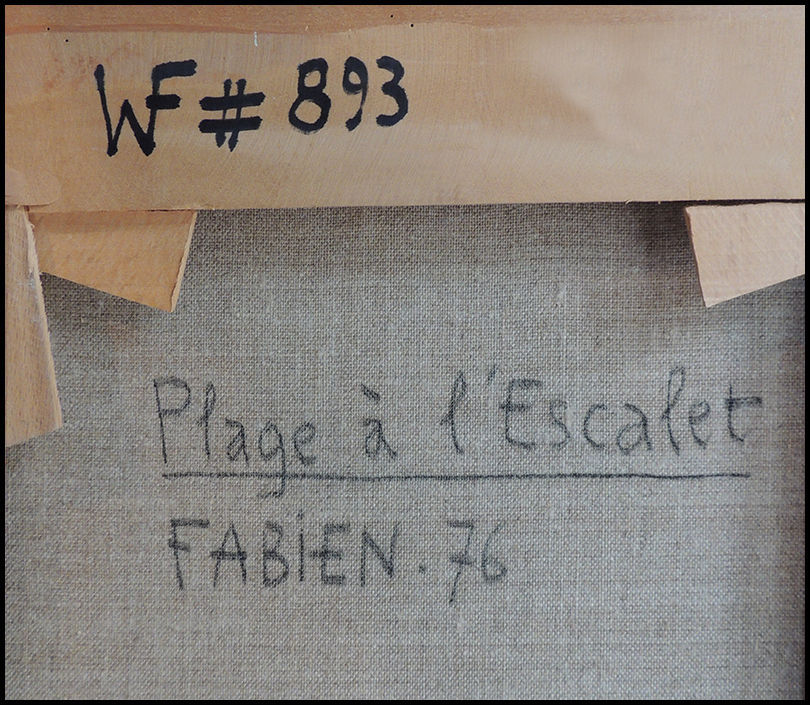 WF # 893
Plage à l'Escalet
FABiEN. 76